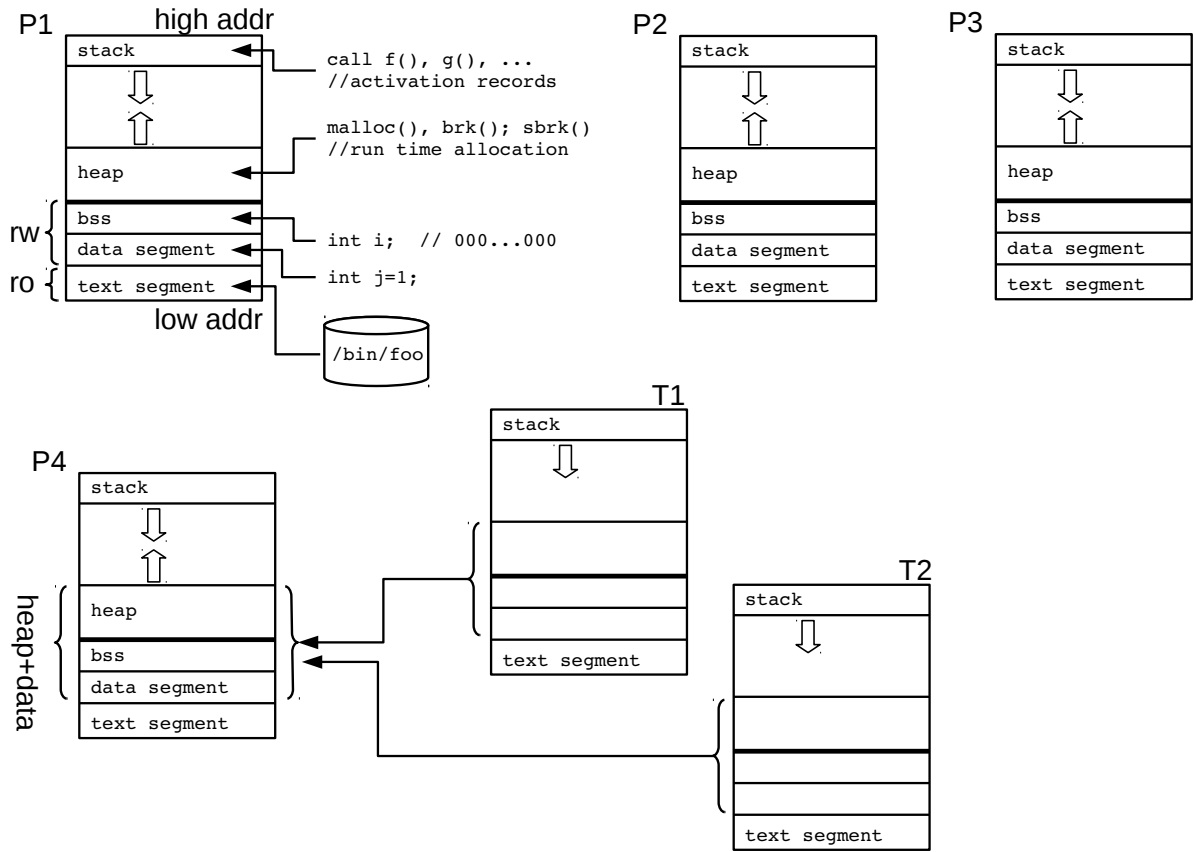 P1
high addr
stack
call f(), g(), ...
//activation records
malloc(), brk(); sbrk()
//run time allocation
heap
rw
bss
int i;  // 000...000
data segment
int j=1;
ro
text segment
low addr
/bin/foo
P2
stack
heap
bss
data segment
text segment
P3
stack
heap
bss
data segment
text segment
P4
stack
heap
bss
data segment
text segment
heap+data
T1
stack
text segment
T2
stack
text segment